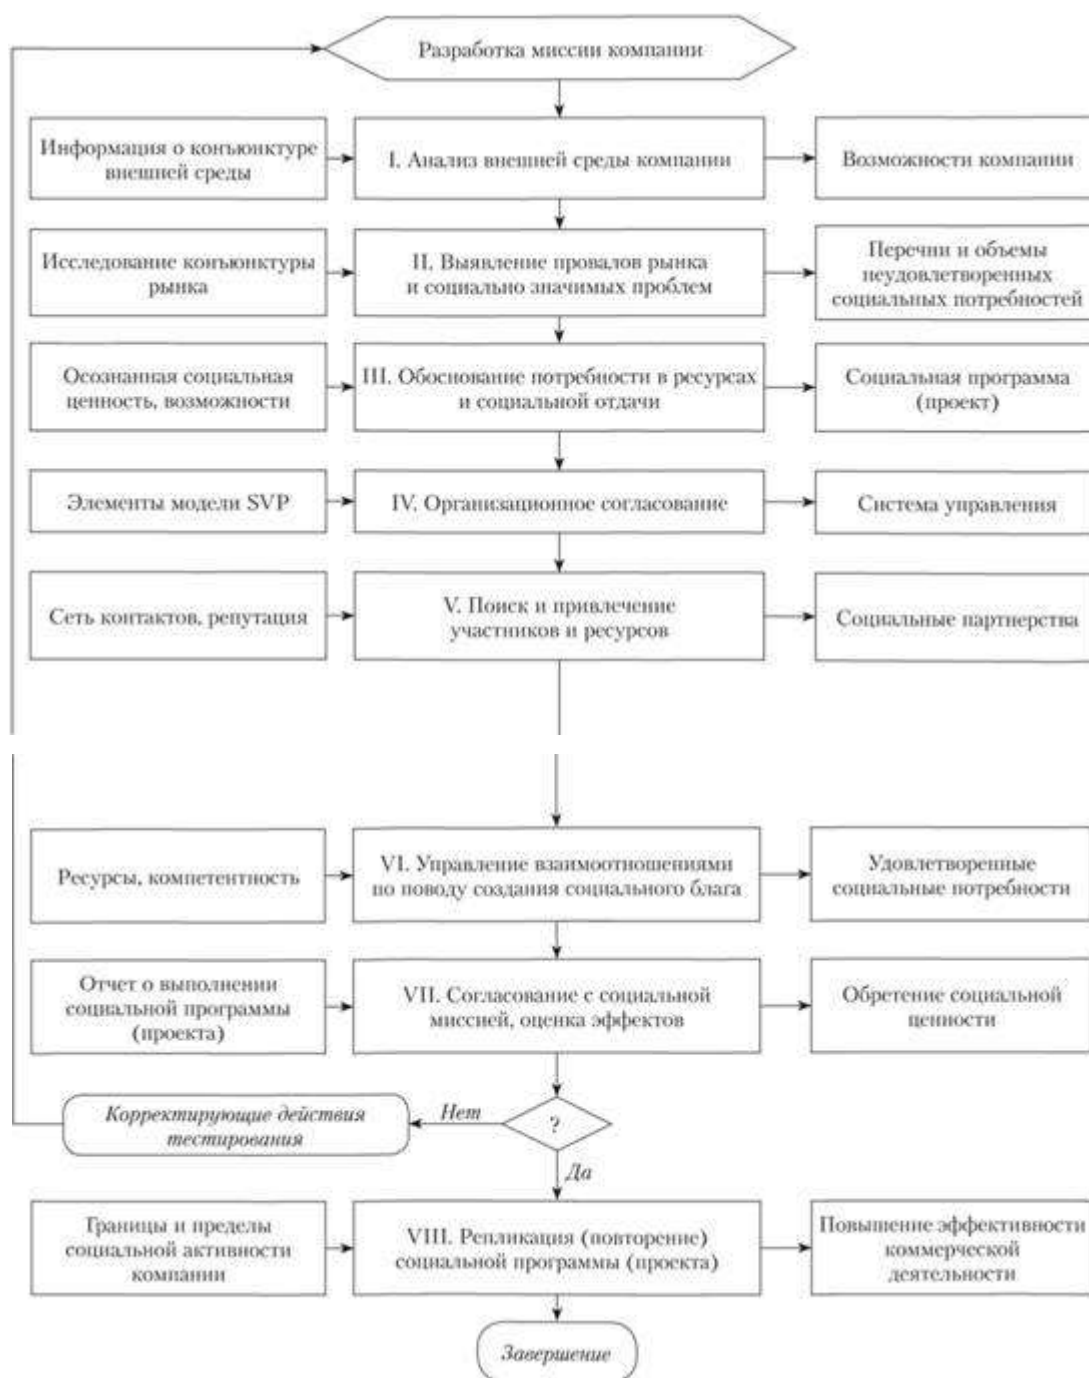 Разработка миссии компании
Информация о конъюнктуре
внешней среды
I. Анализ внешней среды компании
Возможности компании
Исследование конъюнктуры
рынка
II. Выявление провалов рынка
и социально значимых проблем
Перечни и объемы
неудовлетворенных
социальных потребностей
Осознанная социальная
ценность, возможности
III. Обоснование потребности в ресурсах
и социальной отдачи
Социальная программа
(проект)
Элементы модели SVP
IV. Организационное согласование
Система управления
Сеть контактов, репутация
V. Поиск и привлечение
участников и ресурсов
Социальные партнерства
Ресурсы, компетентность
VI. Управление взаимоотношениями
по поводу создания социального блага
Удовлетворенные
социальные потребности
Отчет о выполнении
социальной программы
(проекта)
VII. Согласование с социальной
миссией, оценка эффектов
Обретение социальной
ценности
Корректирующие действия
тестирования
Нет
?
Да
Границы и пределы
социальной активности
компании
VIII. Репликация (повторение)
социальной программы (проекта)
Повышение эффективности
коммерческой
деятельности
Завершение